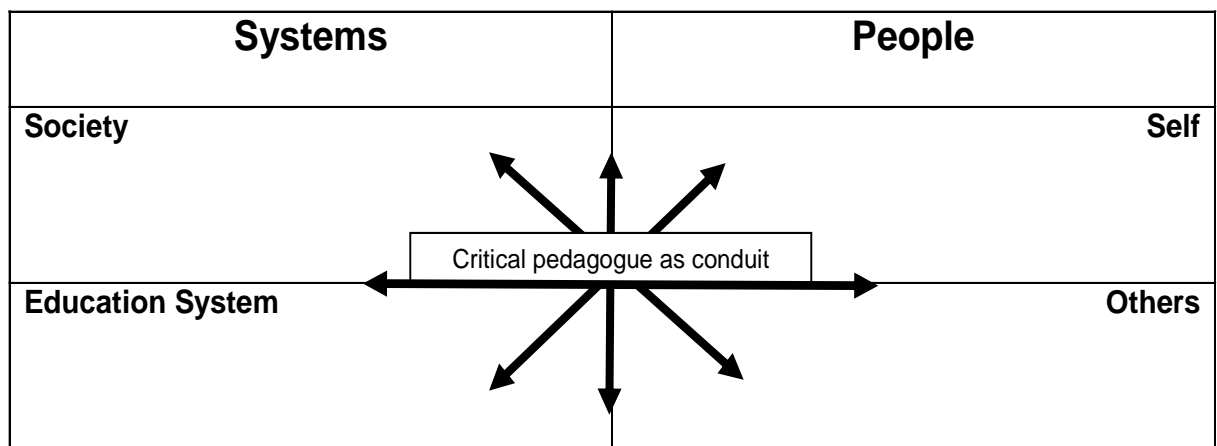 Systems
People
Society
Self
Critical pedagogue as conduit
Education System
Others